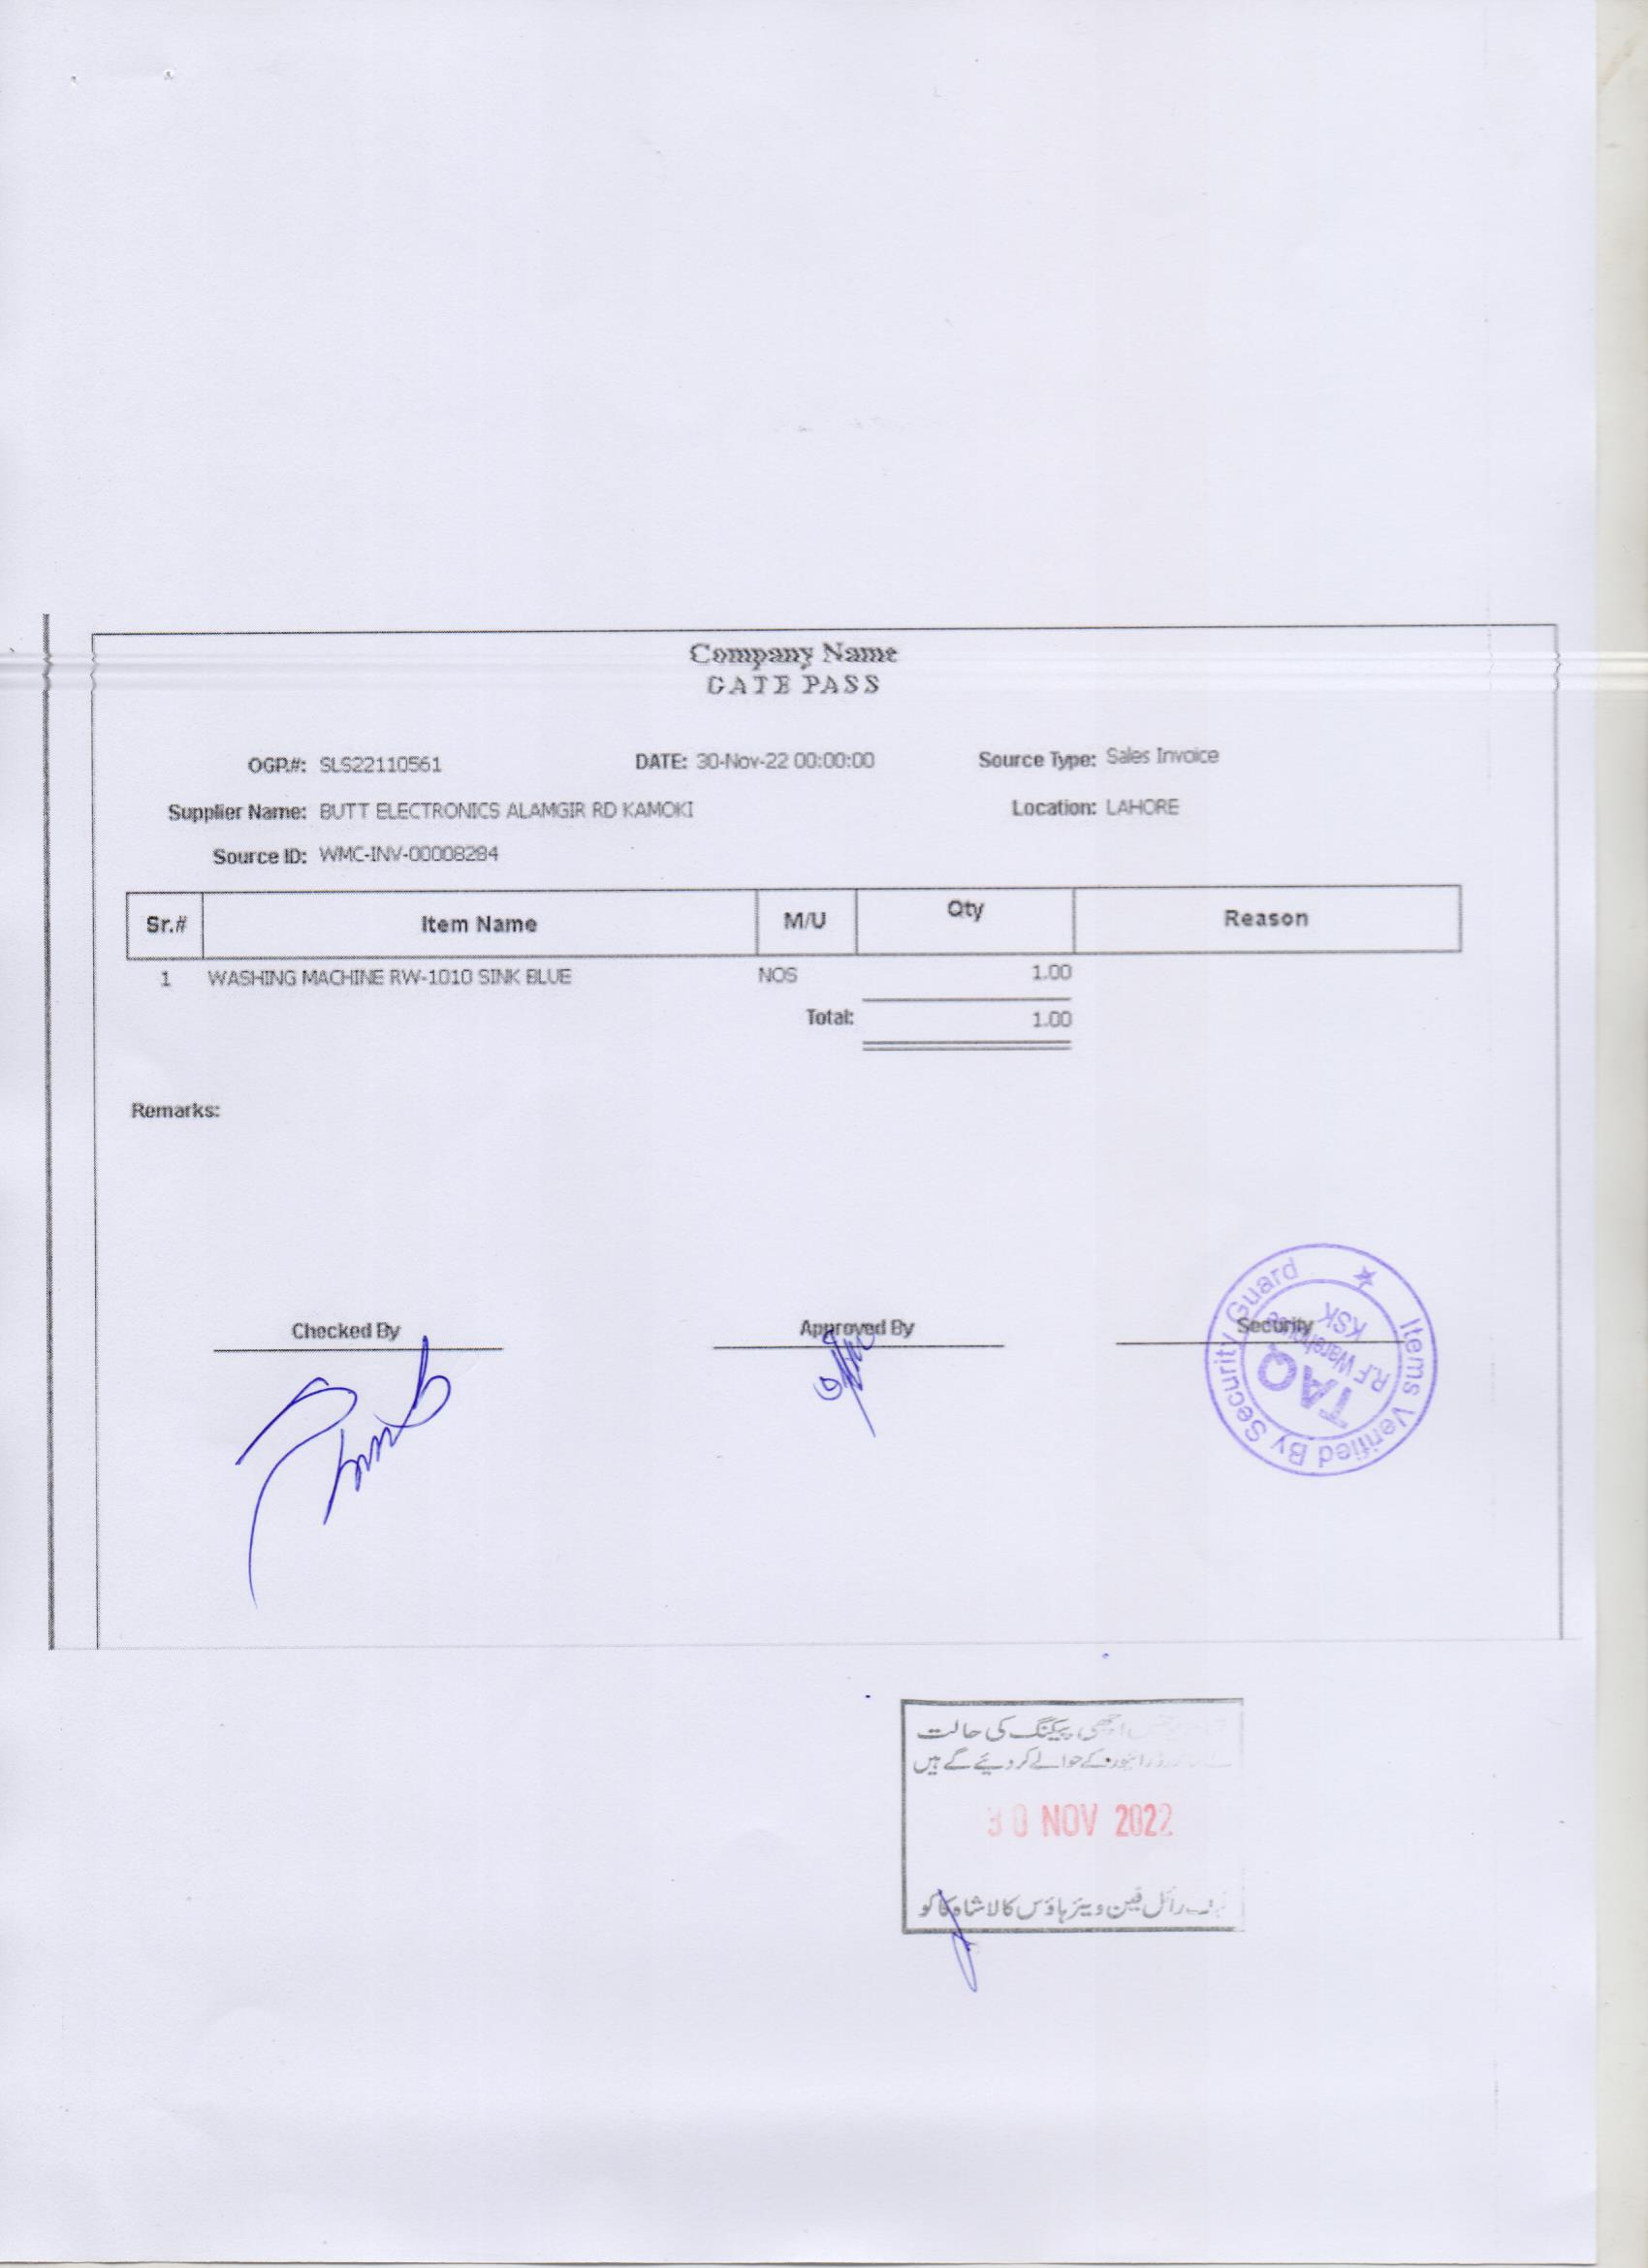 Company Name
GATE PASS
OGP.#: SLS22110561 DATE: 30-Nov-22 00:00:00 Source Type: Sales Invoice
Supplier Name: BUTT ELECTRONICS ALAMGIR RD KAMOKI Location: LAHORE
Source ID: WMC-INV-00008284
Sr.# Item Name M/U Qty Reason
1 WASHING MACHINE RW-1010 SINK BLUE NOS 1.00
Total: 1.00
Remarks:
Checked By Approved By Security
Items Verified By Security Guard
TAQ
RF Warehouse
KSK
اچھی پیکنگ کی حالت
کے حوالے کر دیئے گے ہیں
30 NOV 2022
رائل فین ویئر ہاؤس کالا شاہ کاکو